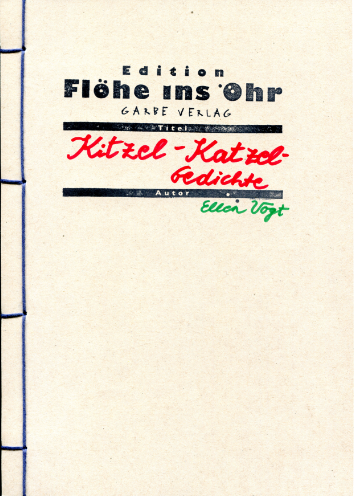 Edition
Flöhe ins Ohr
GARBE VERLAG
Titel
Kitzel - Katzel-
Gedichte
Autor
Ellen Vogt